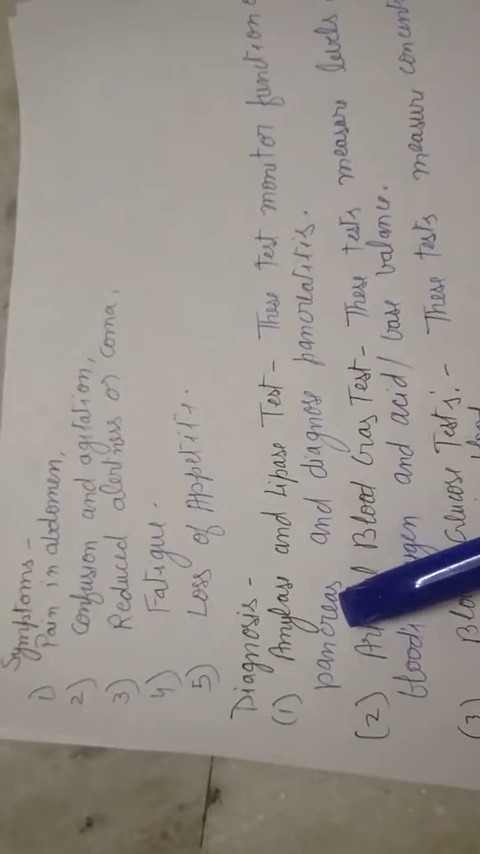 Symptoms -
1) Pain in abdomen,
2) Confusion and agitation,
3) Reduced alertness or coma,
4) Fatigue.
5) Loss of Appetite.
Diagnosis -
(1) Amylase and Lipase Test - These test monitor function
pancreas and diagnose pancreatitis.
(2) Blood Gas Test - These tests measure levels
and acid/base balance.
(3) Glucose Tests. - These tests measure